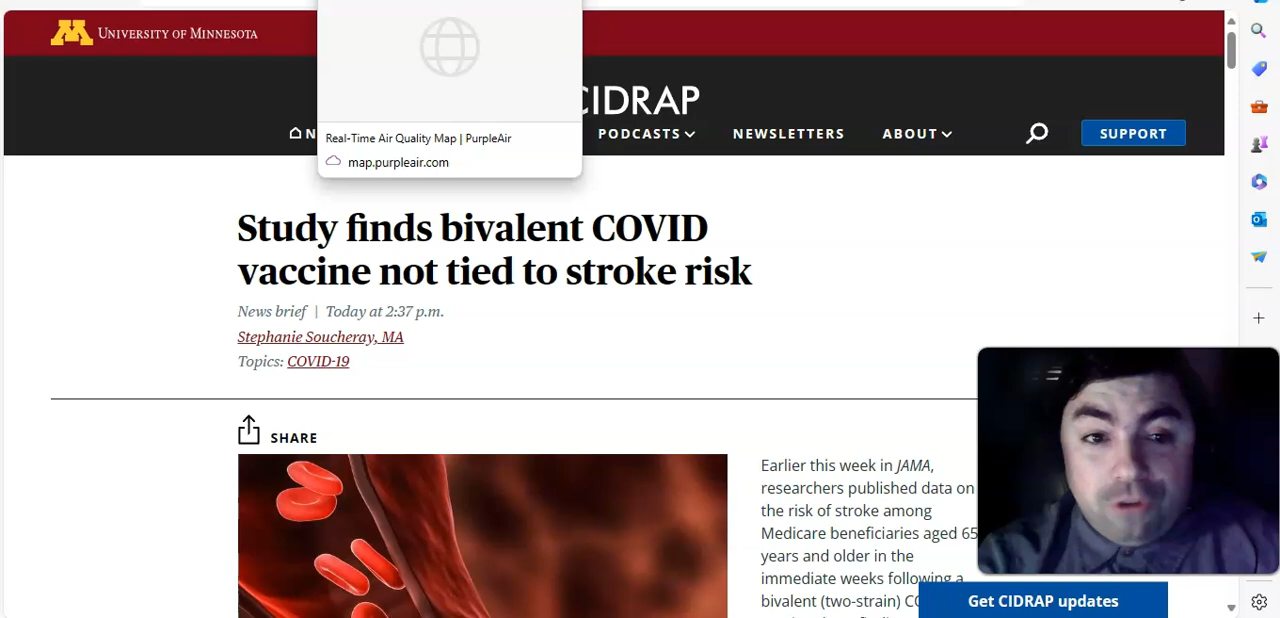 UNIVERSITY OF MINNESOTA
CIDRAP
Real-Time Air Quality Map | PurpleAir
map.purpleair.com
N
PODCASTS
NEWSLETTERS
ABOUT
SUPPORT
Study finds bivalent COVID
vaccine not tied to stroke risk
News brief | Today at 2:37 p.m.
Stephanie Soucheray, MA
Topics: COVID-19
SHARE
Earlier this week in JAMA,
researchers published data on
the risk of stroke among
Medicare beneficiaries aged 65
years and older in the
immediate weeks following a
bivalent (two-strain) CO
Get CIDRAP updates